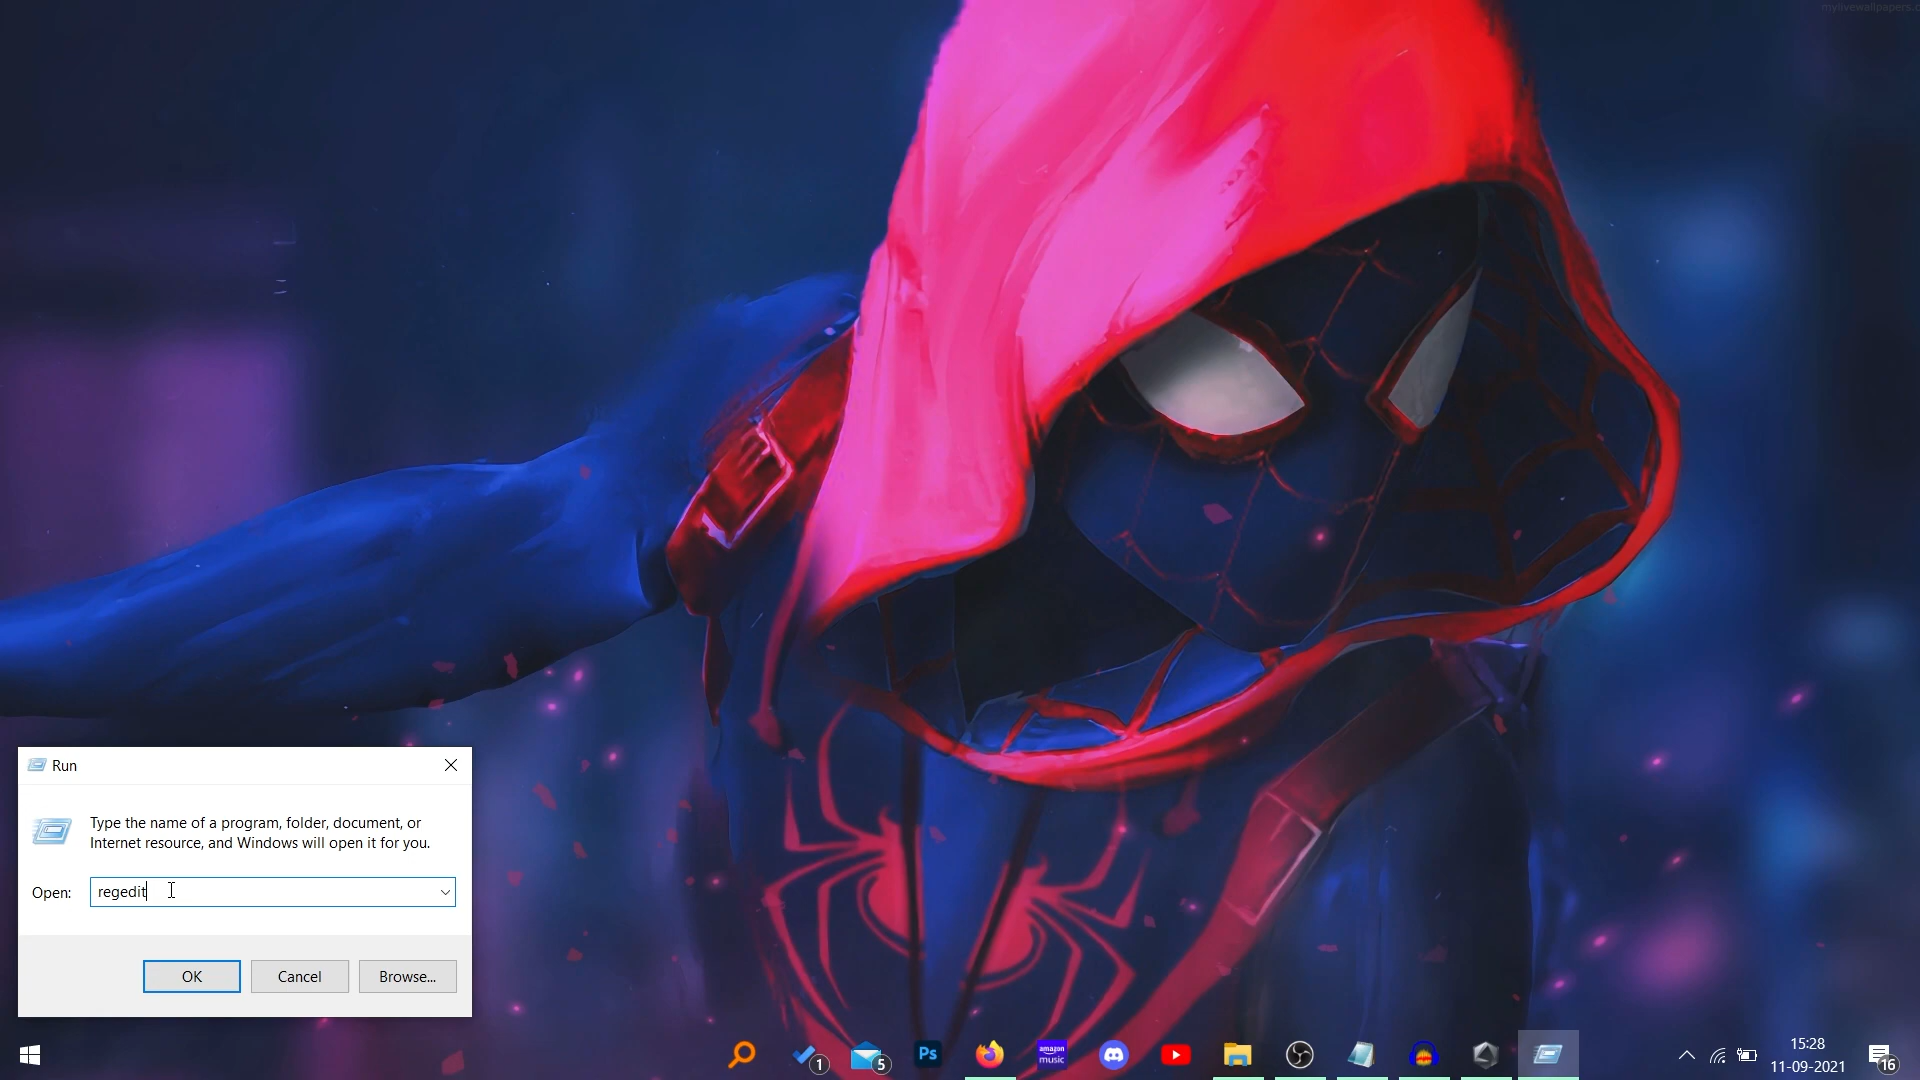 mylivewallpapers.c
Run
Type the name of a program, folder, document, or
Internet resource, and Windows will open it for you.
Open:
regedit
OK
Cancel
Browse...
1
5
Ps
amazon
music
15:28
11-09-2021
16